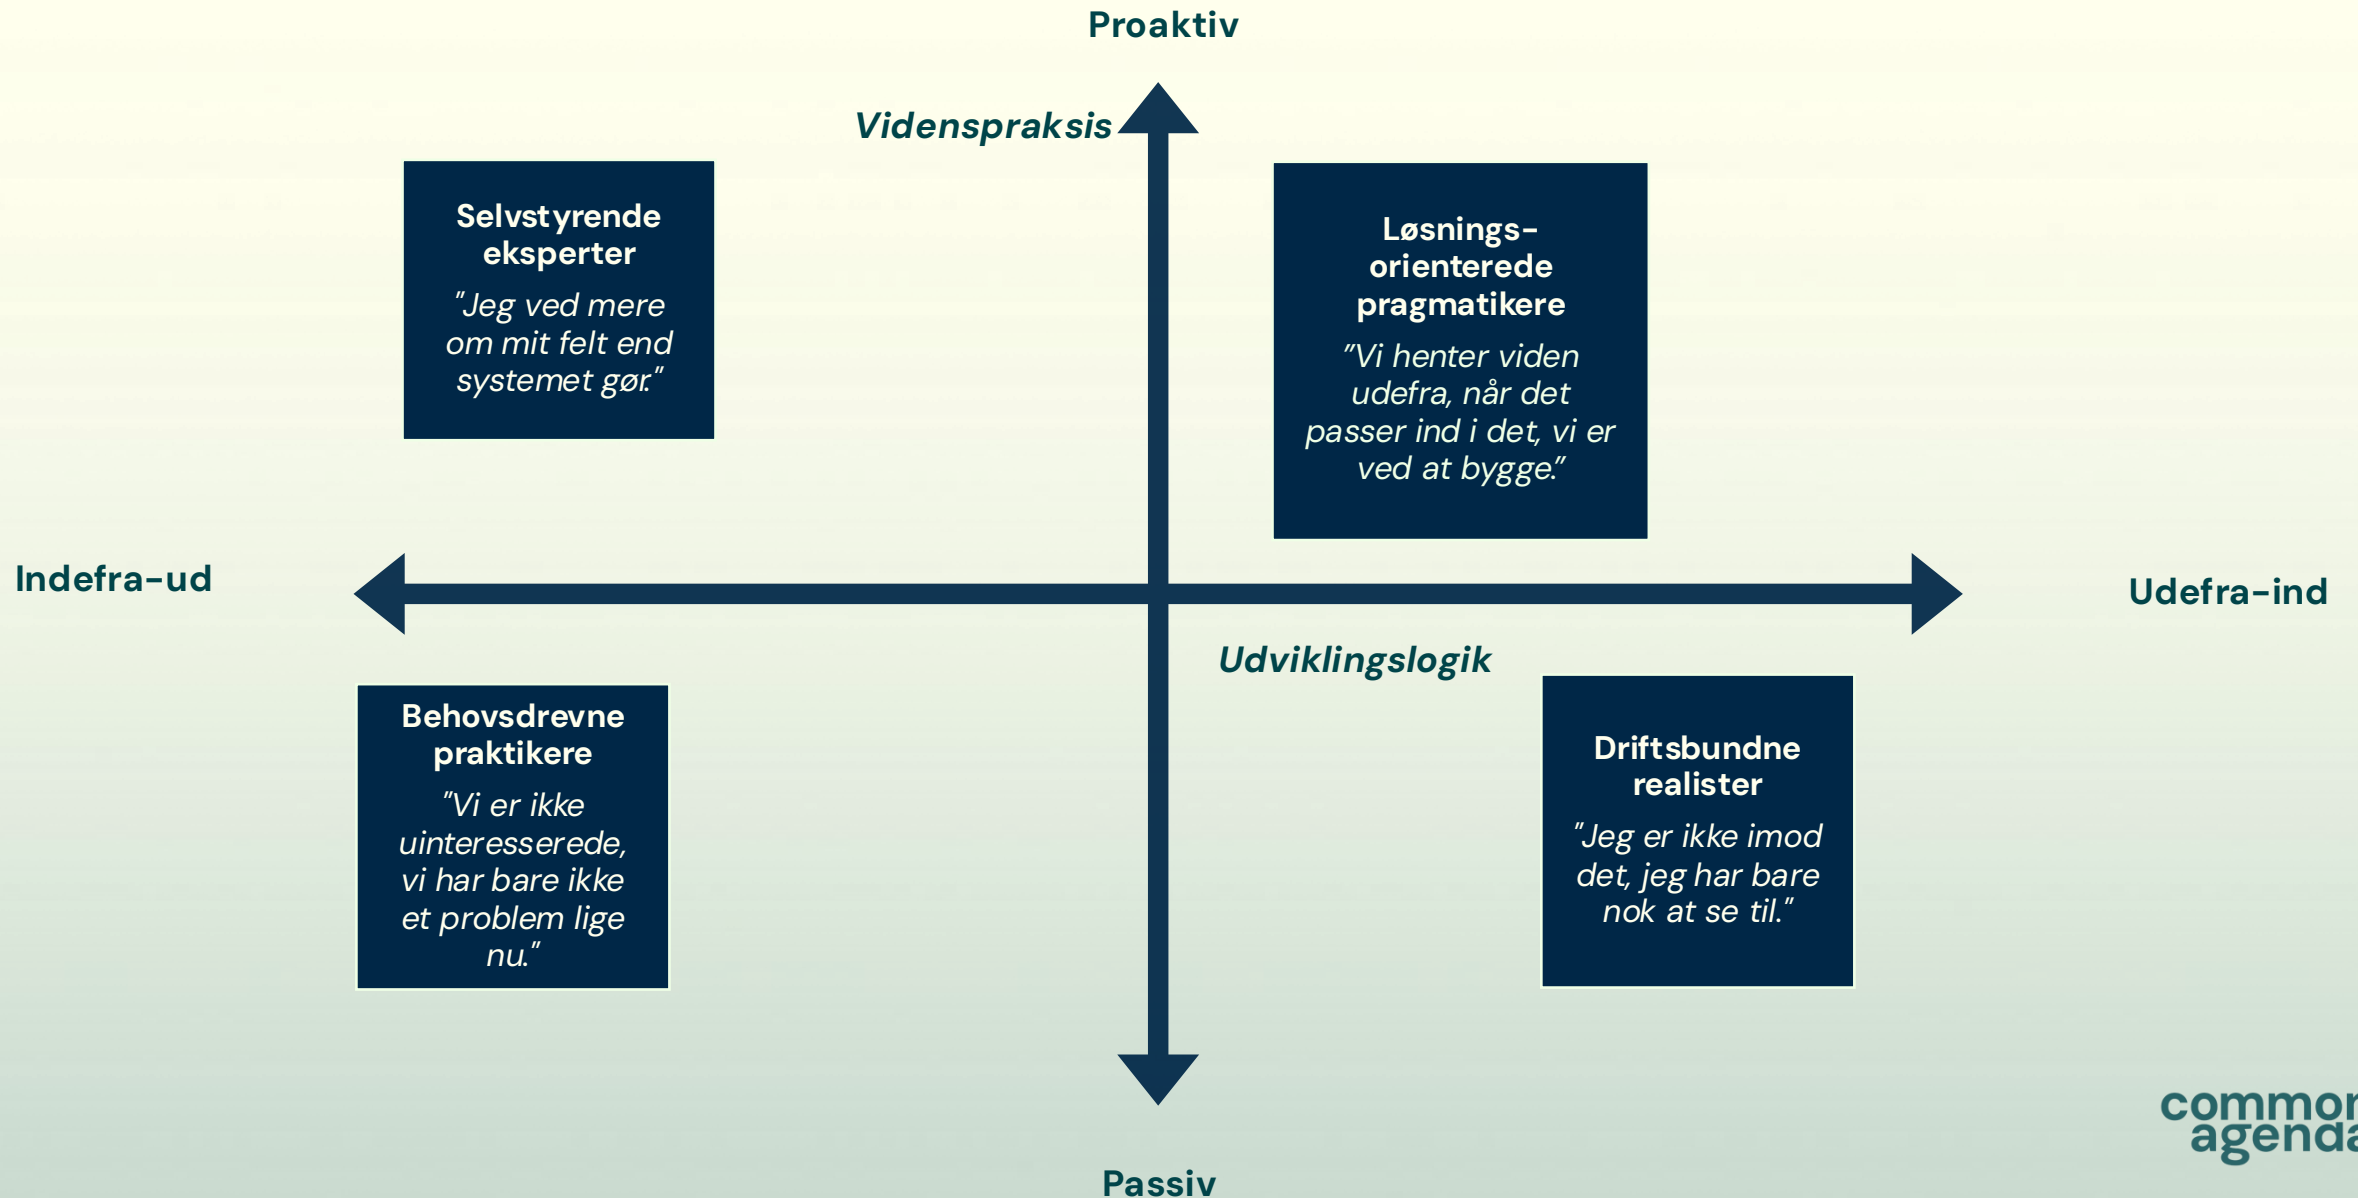 Proaktiv
Videnspraksis
Selvstyrende
eksperter
"Jeg ved mere
om mit felt end
systemet gør."
Løsnings-
orienterede
pragmatikere
"Vi henter viden
udefra, når det
passer ind i det, vi er
ved at bygge."
Indefra-ud
Udefra-ind
Udviklingslogik
Behovsdrevne
praktikere
"Vi er ikke
uinteresserede,
vi har bare ikke
et problem lige
nu."
Driftsbundne
realister
"Jeg er ikke imod
det, jeg har bare
nok at se til."
common
agenda
Passiv